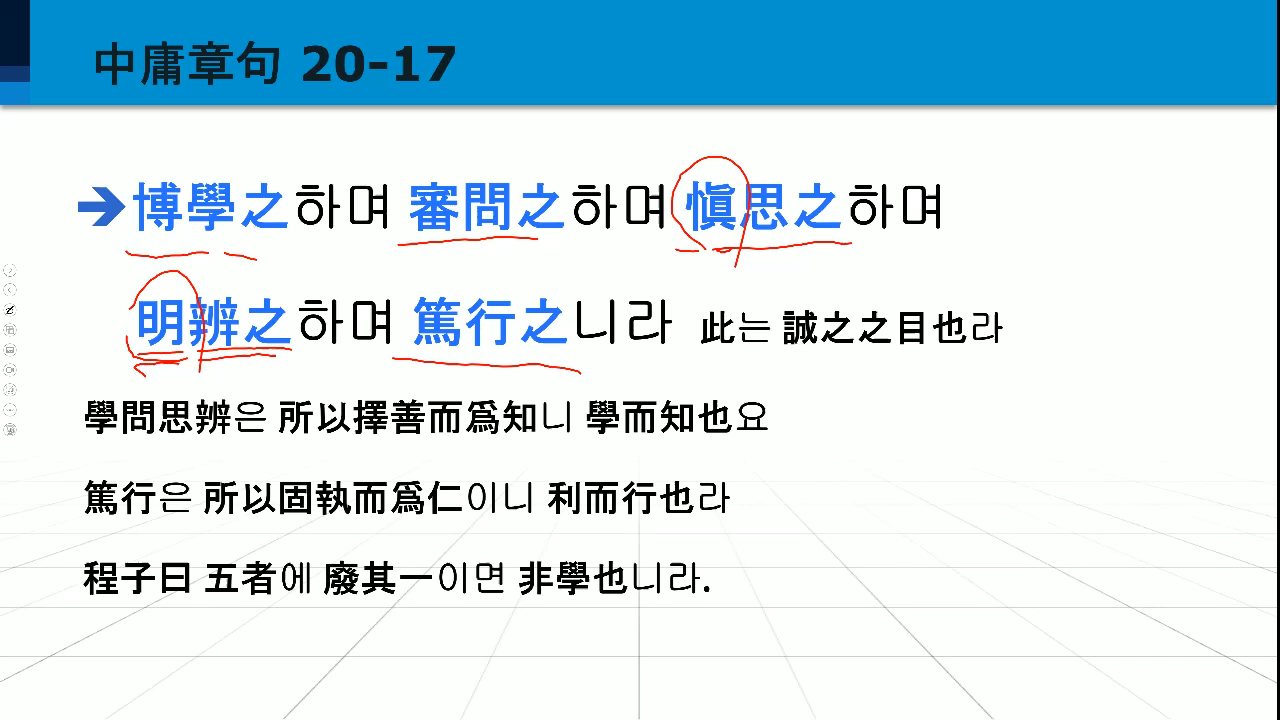 中庸章句 20-17
博學之하며 審問之하며 愼思之하며
明辨之하며 篤行之니라 此는 誠之之目也라
學問思辨은 所以擇善而爲知니 學而知也요
篤行은 所以固執而爲仁이니 利而行也라
程子曰 五者에 廢其一이면 非學也니라.